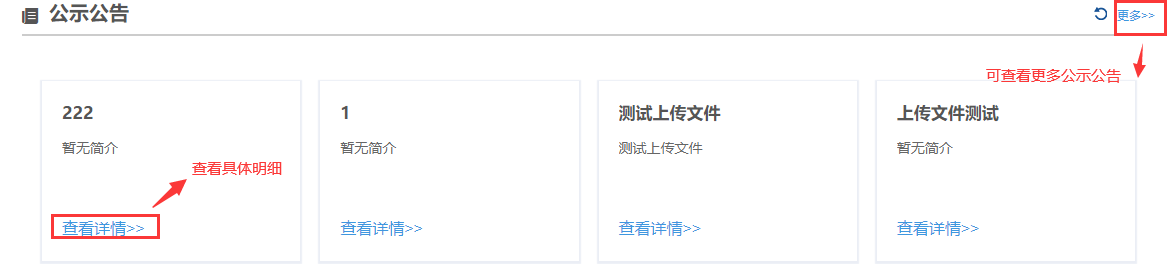 公示公告
更多>>
可查看更多公示公告
222
暂无简介
查看具体明细
查看详情>>
1
暂无简介
查看详情>>
测试上传文件
测试上传文件
查看详情>>
上传文件测试
暂无简介
查看详情>>